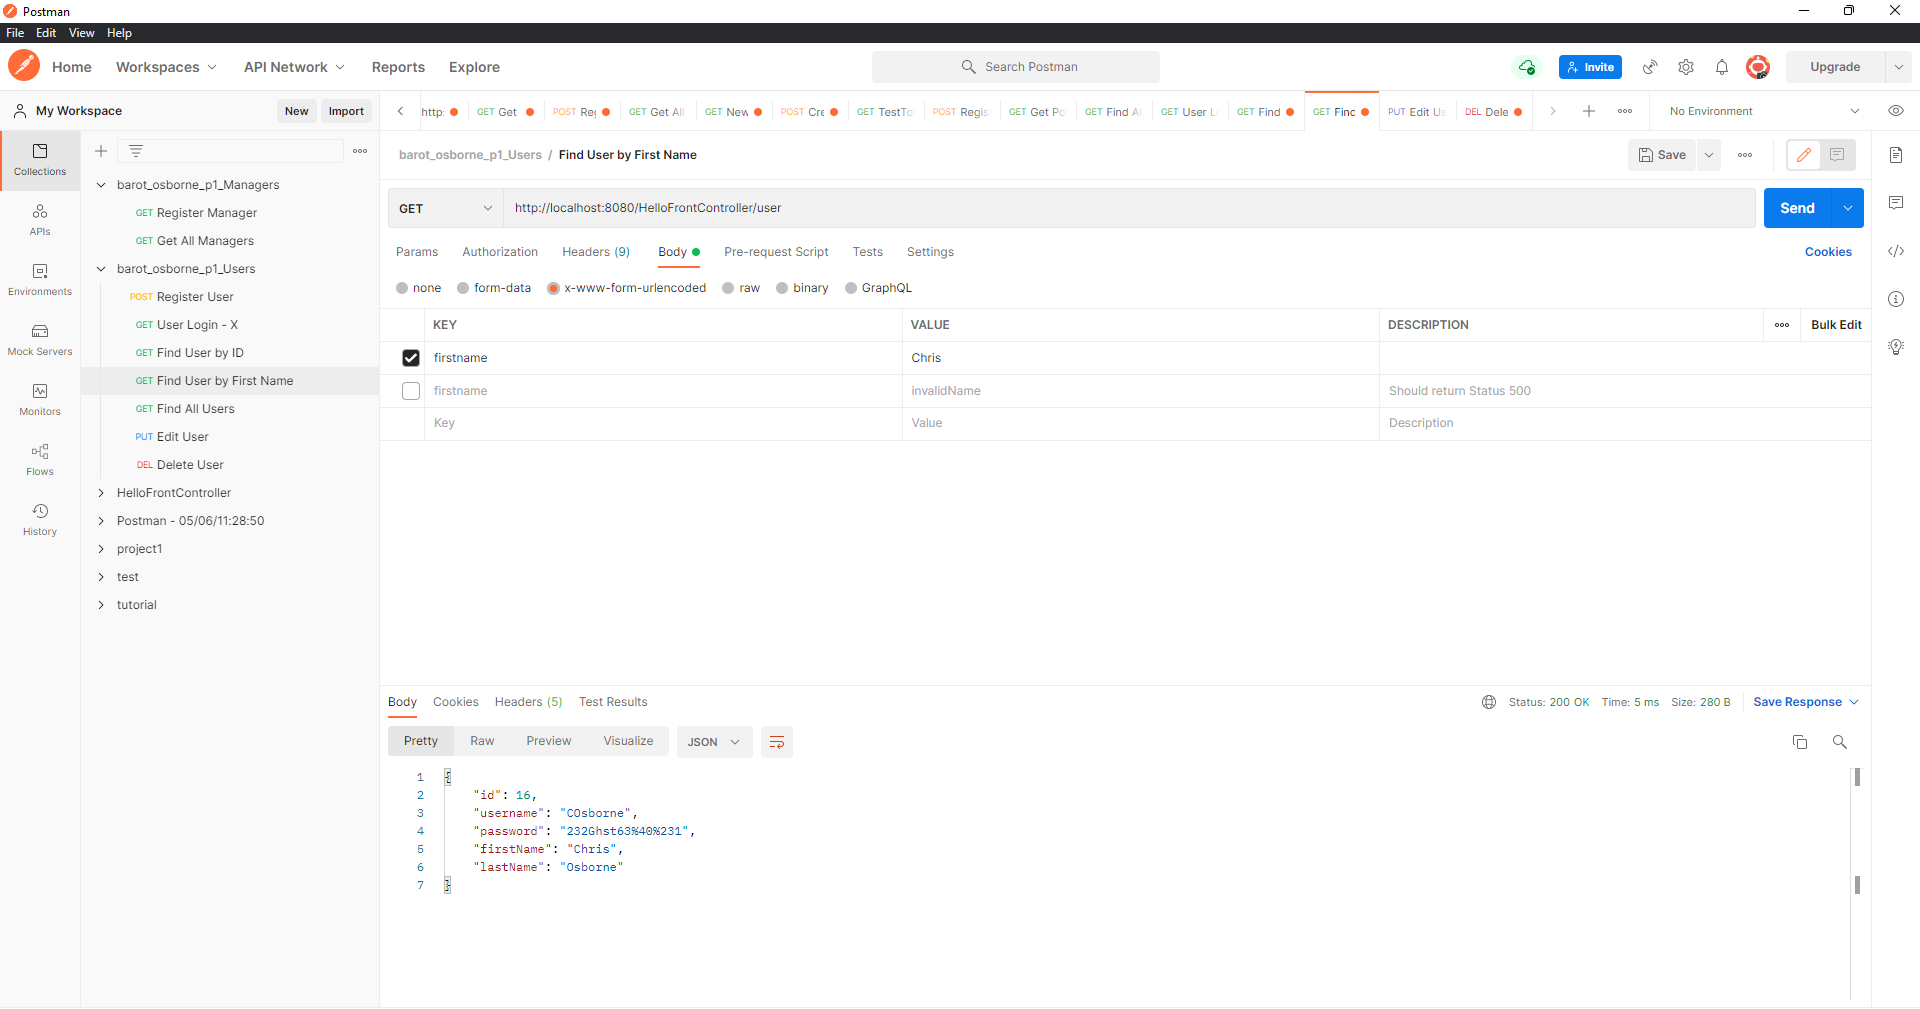 Postman
File Edit View Help
Home Workspaces API Network Reports Explore Search Postman Invite Upgrade
My Workspace New Import
http: GET Get POST Reg GET Get All GET New POST Cre GET TestTo POST Regis GET Get Po GET Find Al GET User L GET Find GET Find PUT Edit Us DEL Dele No Environment
barot_osborne_p1_Users / Find User by First Name Save
Collections
APIs
Environments
Mock Servers
Monitors
Flows
History
barot_osborne_p1_Managers
GET Register Manager
GET Get All Managers
barot_osborne_p1_Users
POST Register User
GET User Login - X
GET Find User by ID
GET Find User by First Name
GET Find All Users
PUT Edit User
DEL Delete User
HelloFrontController
Postman - 05/06/11:28:50
project1
test
tutorial
GET http://localhost:8080/HelloFrontController/user Send
Params Authorization Headers (9) Body Pre-request Script Tests Settings Cookies
none form-data x-www-form-urlencoded raw binary GraphQL
KEY VALUE DESCRIPTION Bulk Edit
firstname Chris
firstname invalidName Should return Status 500
Key Value Description
Body Cookies Headers (5) Test Results Status: 200 OK Time: 5 ms Size: 280 B Save Response
Pretty Raw Preview Visualize JSON
1 {
2 "id": 16,
3 "username": "COsborne",
4 "password": "232Ghst63%40%231",
5 "firstName": "Chris",
6 "lastName": "Osborne"
7 }